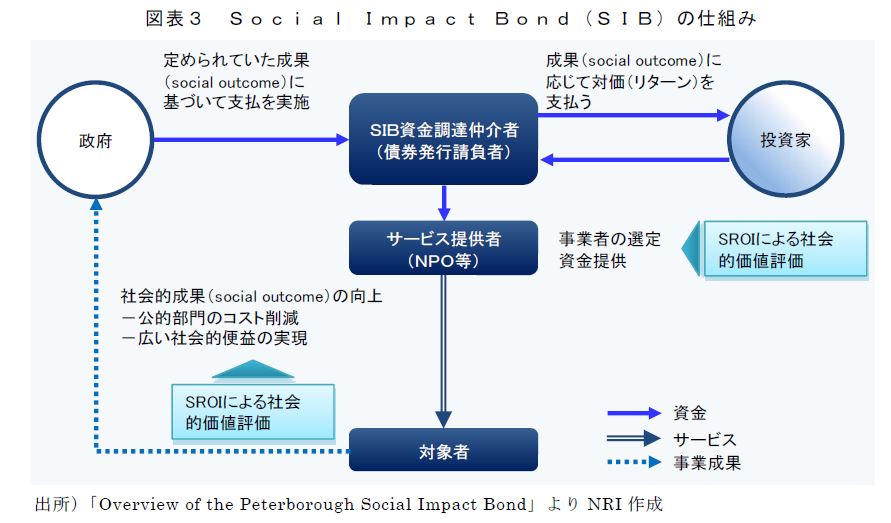 図表３　Ｓｏｃｉａｌ　Ｉｍｐａｃｔ　Ｂｏｎｄ（ＳＩＢ）の仕組み
定められていた成果
（social outcome）に
基づいて支払を実施
成果（social outcome）に
応じて対価（リターン）を
支払う
政府
SIB資金調達仲介者
（債券発行請負者）
投資家
サービス提供者
（NPO等）
事業者の選定
資金提供
SROIによる社会
的価値評価
社会的成果（social outcome）の向上
－公的部門のコスト削減
－広い社会的便益の実現
SROIによる社会
的価値評価
対象者
資金
サービス
事業成果
出所）「Overview of the Peterborough Social Impact Bond」より NRI 作成